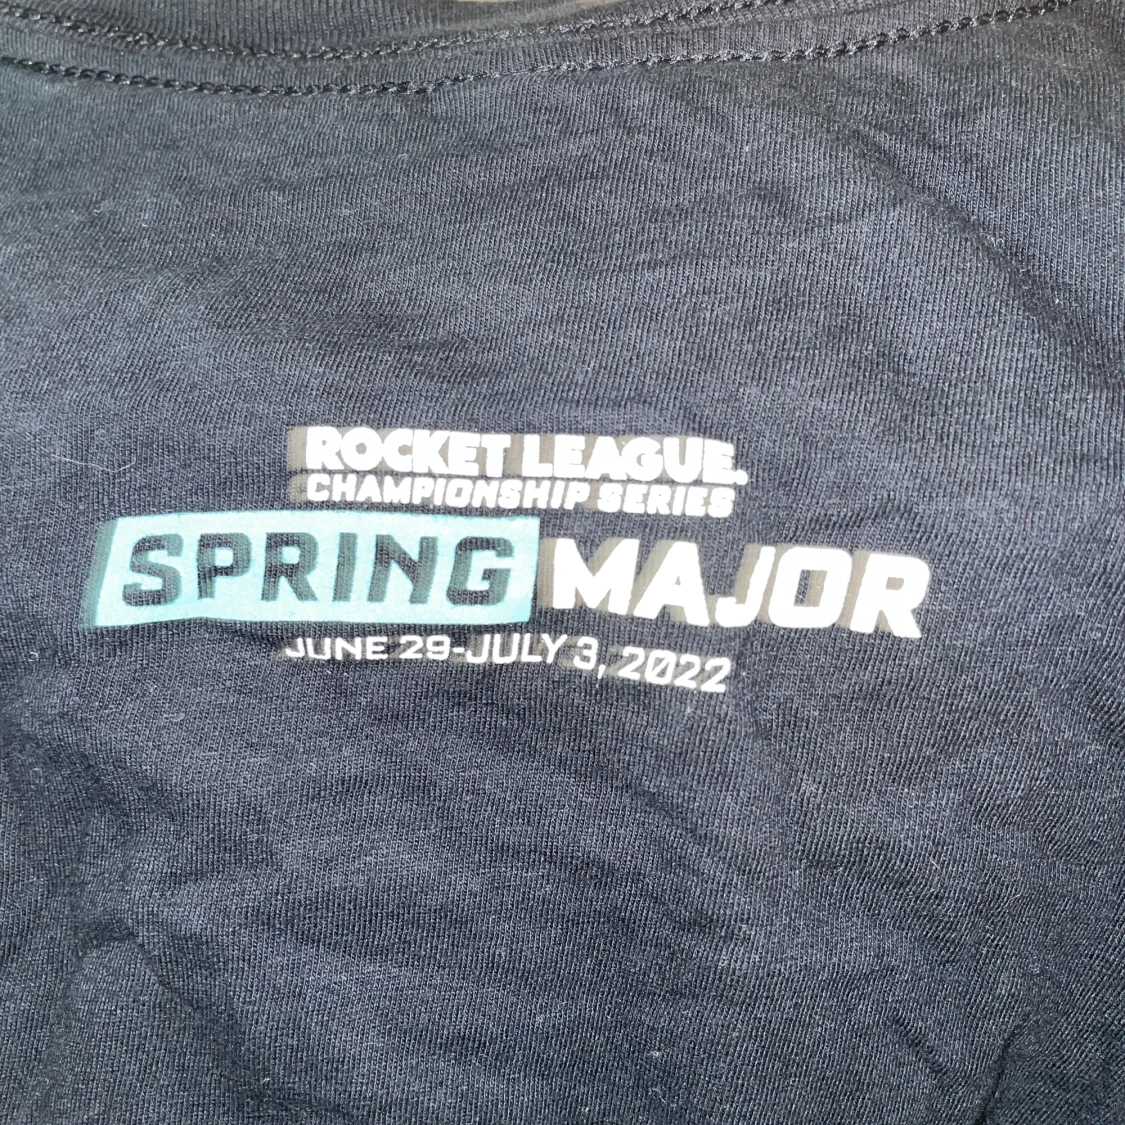 ROCKET LEAGUE.
CHAMPIONSHIP SERIES
SPRING MAJOR
JUNE 29-JULY 3, 2022